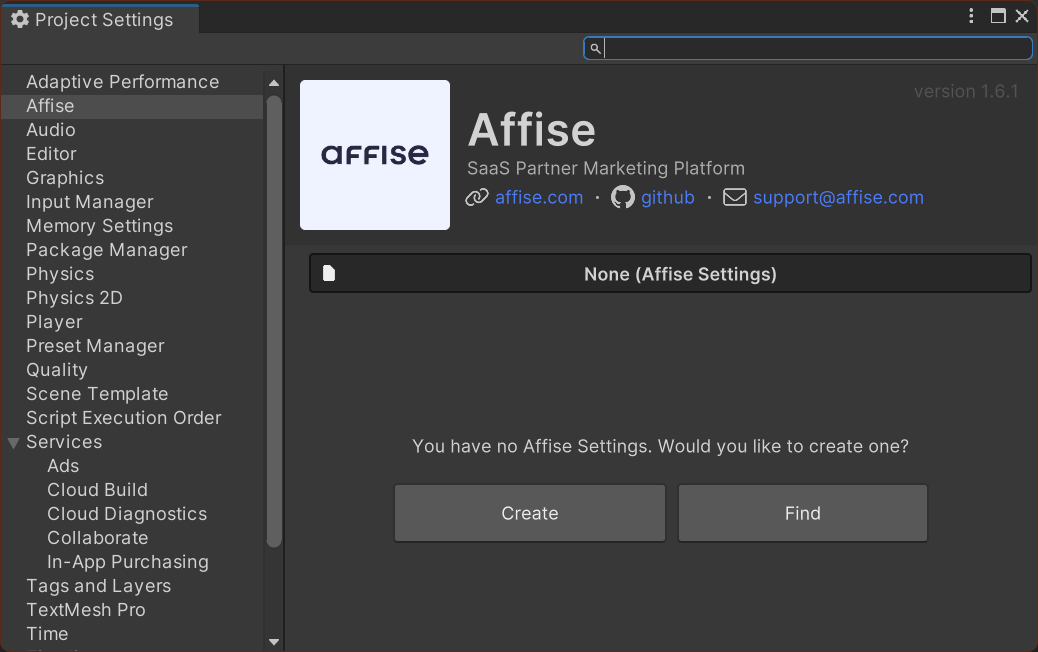 Project Settings
Adaptive Performance
Affise
Audio
Editor
Graphics
Input Manager
Memory Settings
Package Manager
Physics
Physics 2D
Player
Preset Manager
Quality
Scene Template
Script Execution Order
Services
Ads
Cloud Build
Cloud Diagnostics
Collaborate
In-App Purchasing
Tags and Layers
TextMesh Pro
Time
version 1.6.1
AFFISE
Affise
SaaS Partner Marketing Platform
affise.com · github · support@affise.com
None (Affise Settings)
You have no Affise Settings. Would you like to create one?
Create Find